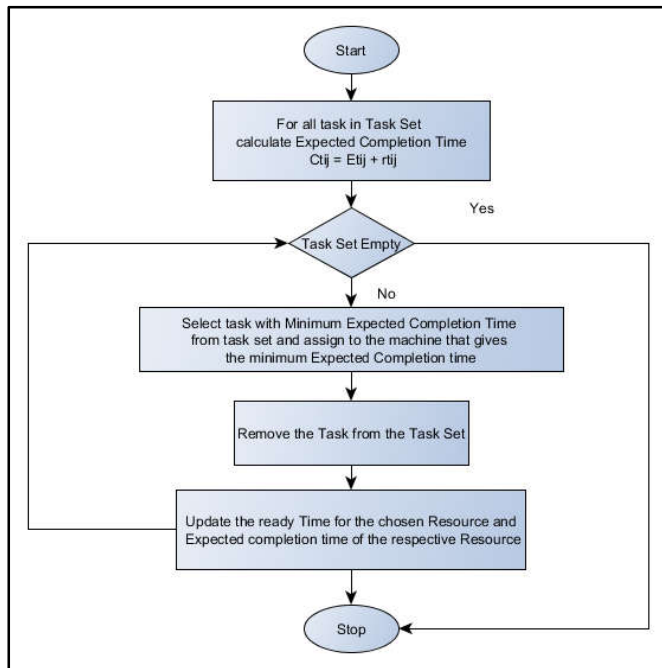 Start
For all task in Task Set
calculate Expected Completion Time
Ctij = Etij + rtij
Yes
Task Set Empty
No
Select task with Minimum Expected Completion Time
from task set and assign to the machine that gives
the minimum Expected Completion time
Remove the Task from the Task Set
Update the ready Time for the chosen Resource and
Expected completion time of the respective Resource
Stop